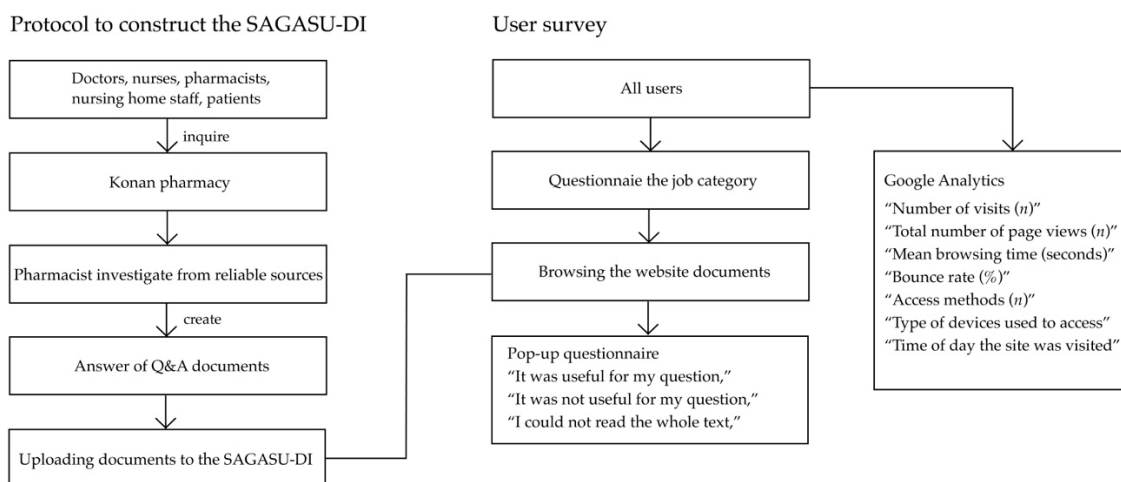 Protocol to construct the SAGASU-DI
Doctors, nurses, pharmacists,
nursing home staff, patients
inquire
Konan pharmacy
Pharmacist investigate from reliable sources
create
Answer of Q&A documents
Uploading documents to the SAGASU-DI
User survey
All users
Questionnaie the job category
Browsing the website documents
Pop-up questionnaire
“It was useful for my question,”
“It was not useful for my question,”
“I could not read the whole text,”
Google Analytics
“Number of visits (n)”
“Total number of page views (n)”
“Mean browsing time (seconds)”
“Bounce rate (%)”
“Access methods (n)”
“Type of devices used to access”
“Time of day the site was visited”